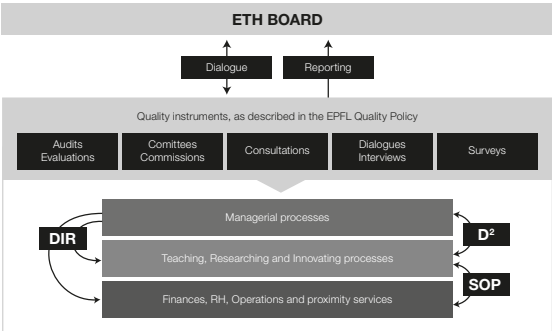 ETH BOARD
Dialogue
Reporting
Quality instruments, as described in the EPFL Quality Policy
Audits
Evaluations
Comittees
Commissions
Consultations
Dialogues
Interviews
Surveys
Managerial processes
DIR
D²
Teaching, Researching and Innovating processes
SOP
Finances, RH, Operations and proximity services